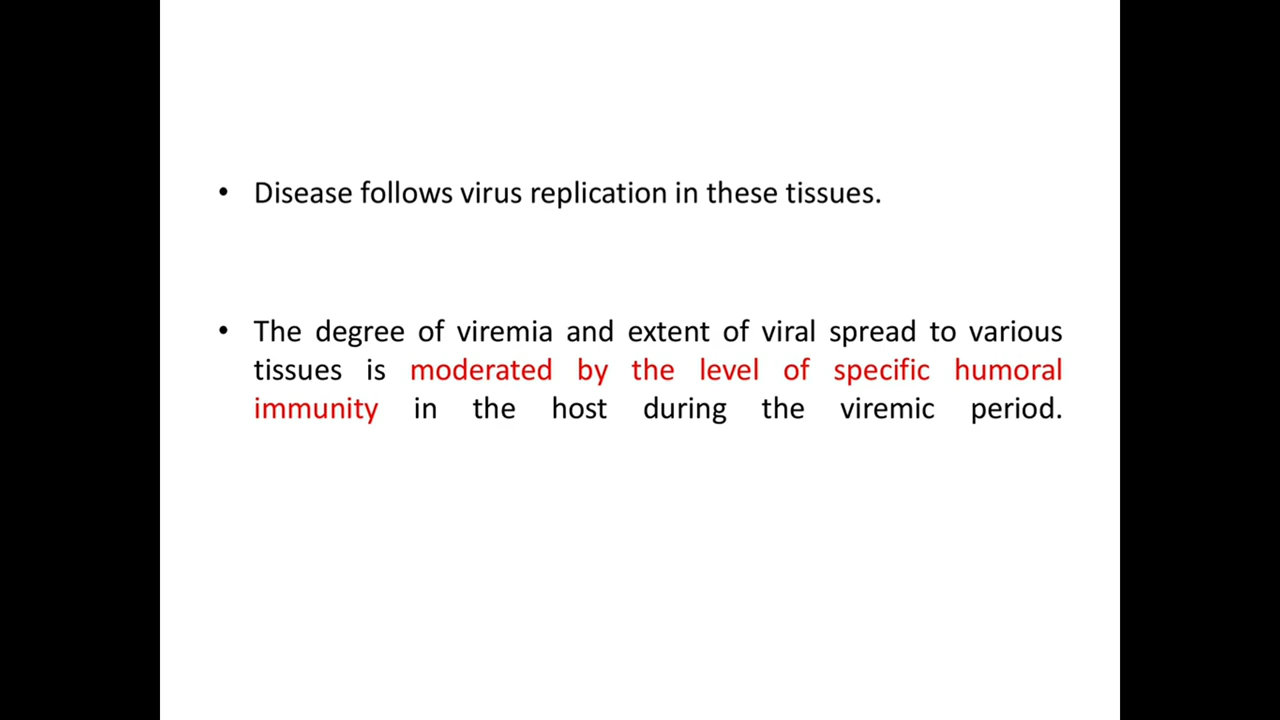 • Disease follows virus replication in these tissues.
• The degree of viremia and extent of viral spread to various
tissues is moderated by the level of specific humoral
immunity in the host during the viremic period.